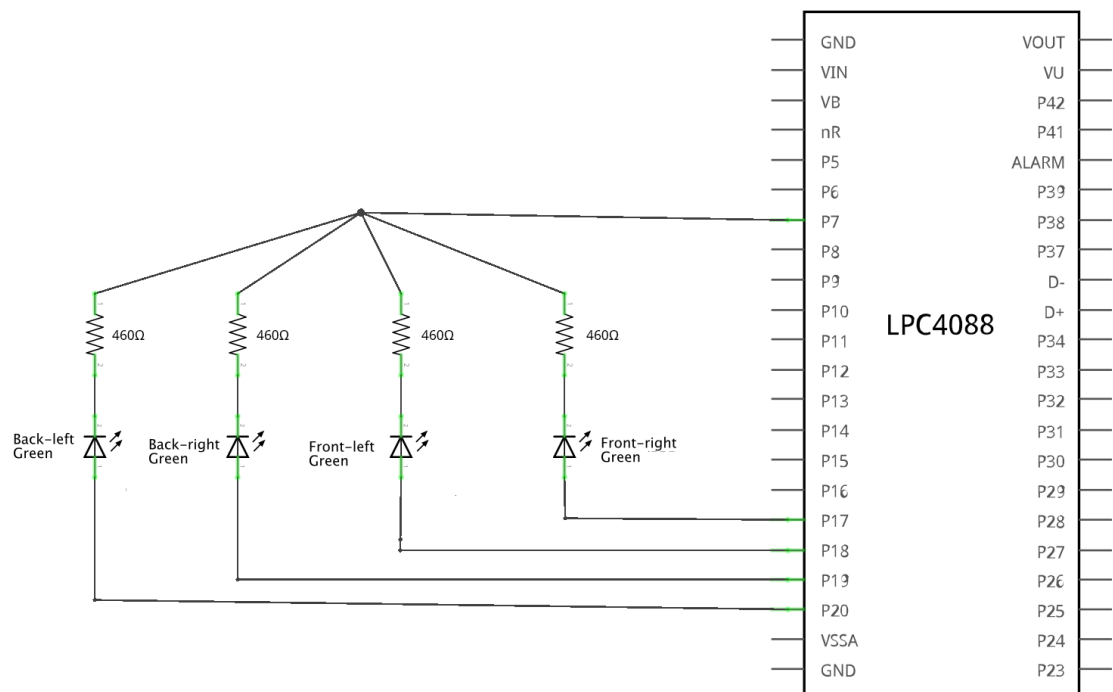 GND VOUT
VIN VU
VB P42
nR P41
P5 ALARM
P6 P39
P7 P38
P8 P37
P9 D-
P10 D+
LPC4088
P11 P34
460Ω 460Ω 460Ω 460Ω
P12 P33
P13 P32
P14 P31
Back-left Green
Back-right Green
Front-left Green
Front-right Green
P15 P30
P16 P29
P17 P28
P18 P27
P19 P26
P20 P25
VSSA P24
GND P23